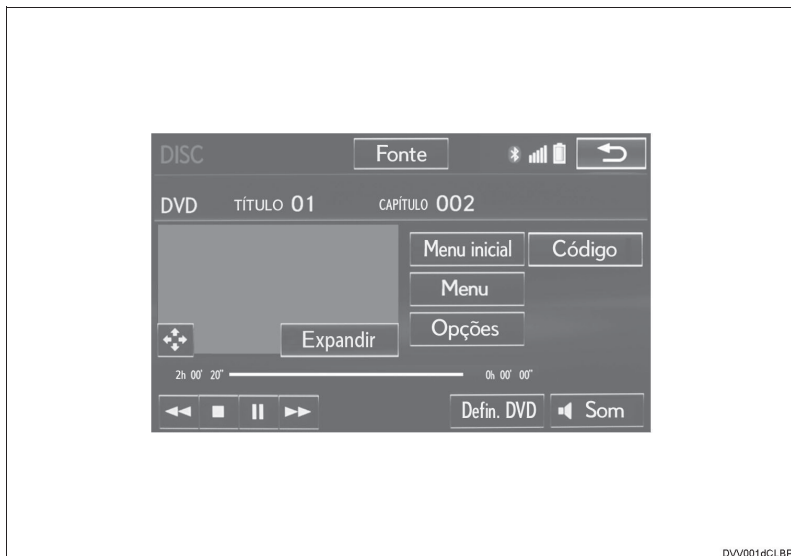 DISC Fonte
DVD TÍTULO 01 CAPÍTULO 002
Menu inicial Código
Menu
Opções
Expandir
2h 00' 20" 0h 00' 00"
Defin. DVD Som